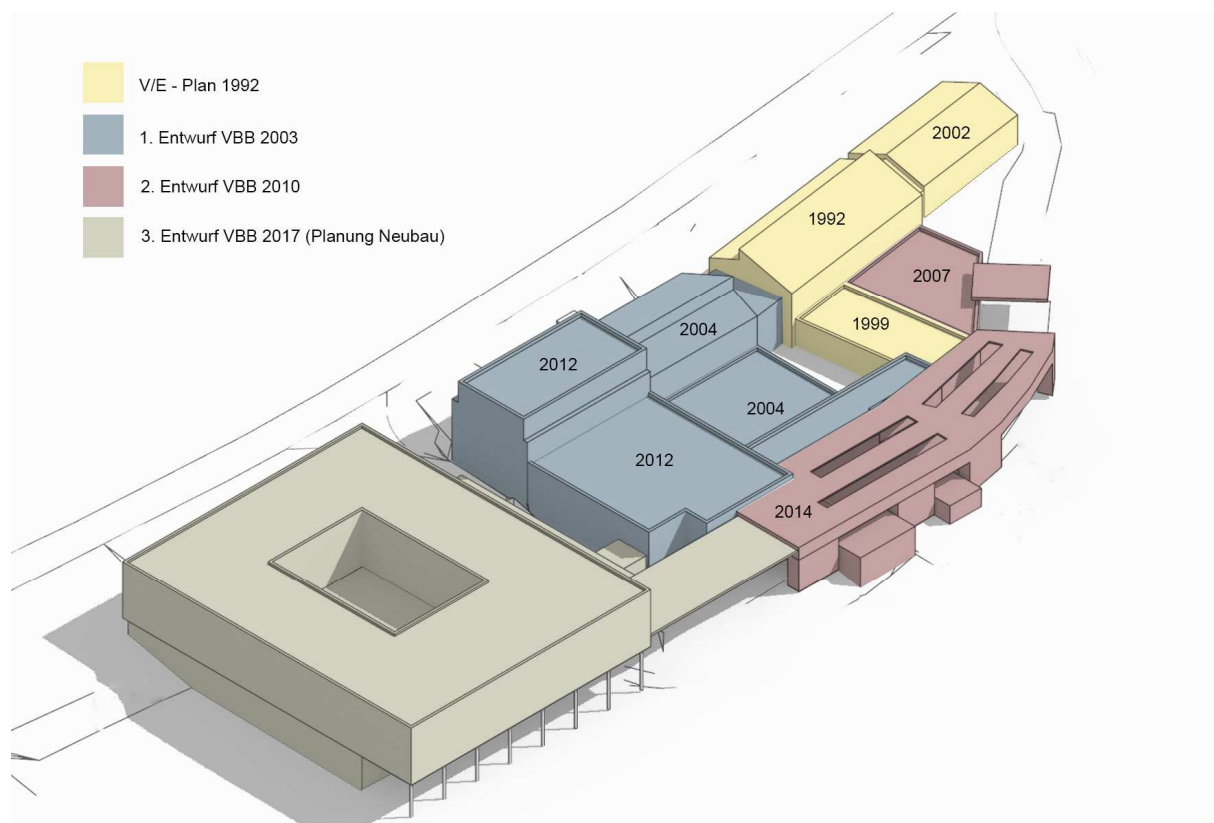 V/E - Plan 1992
1. Entwurf VBB 2003
2. Entwurf VBB 2010
3. Entwurf VBB 2017 (Planung Neubau)
2002
1992
2007
1999
2004
2012
2004
2012
2014